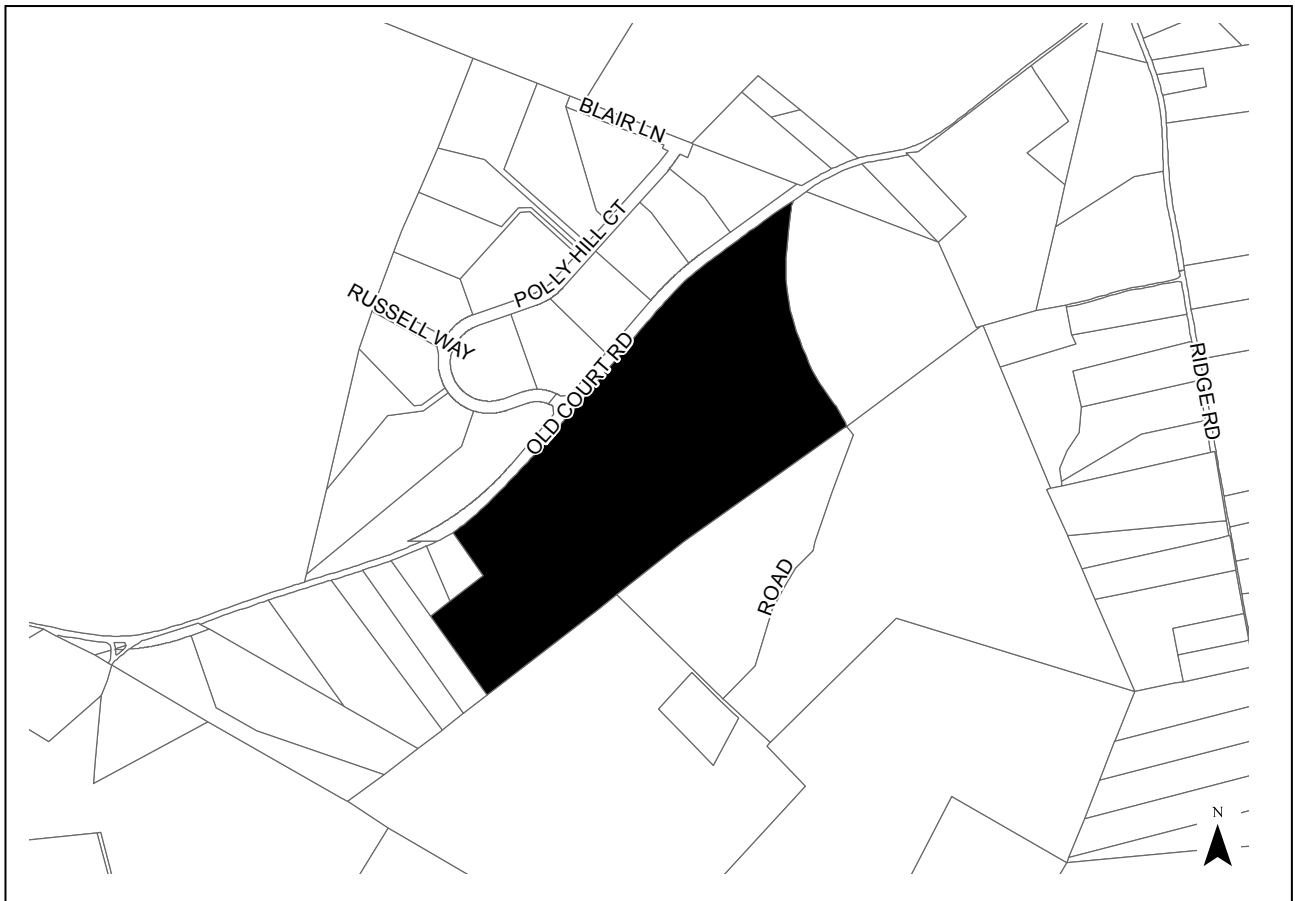 BLAIR LN
POLLY HILL CT
RUSSELL WAY
OLD COURT RD
RIDGE RD
ROAD
N